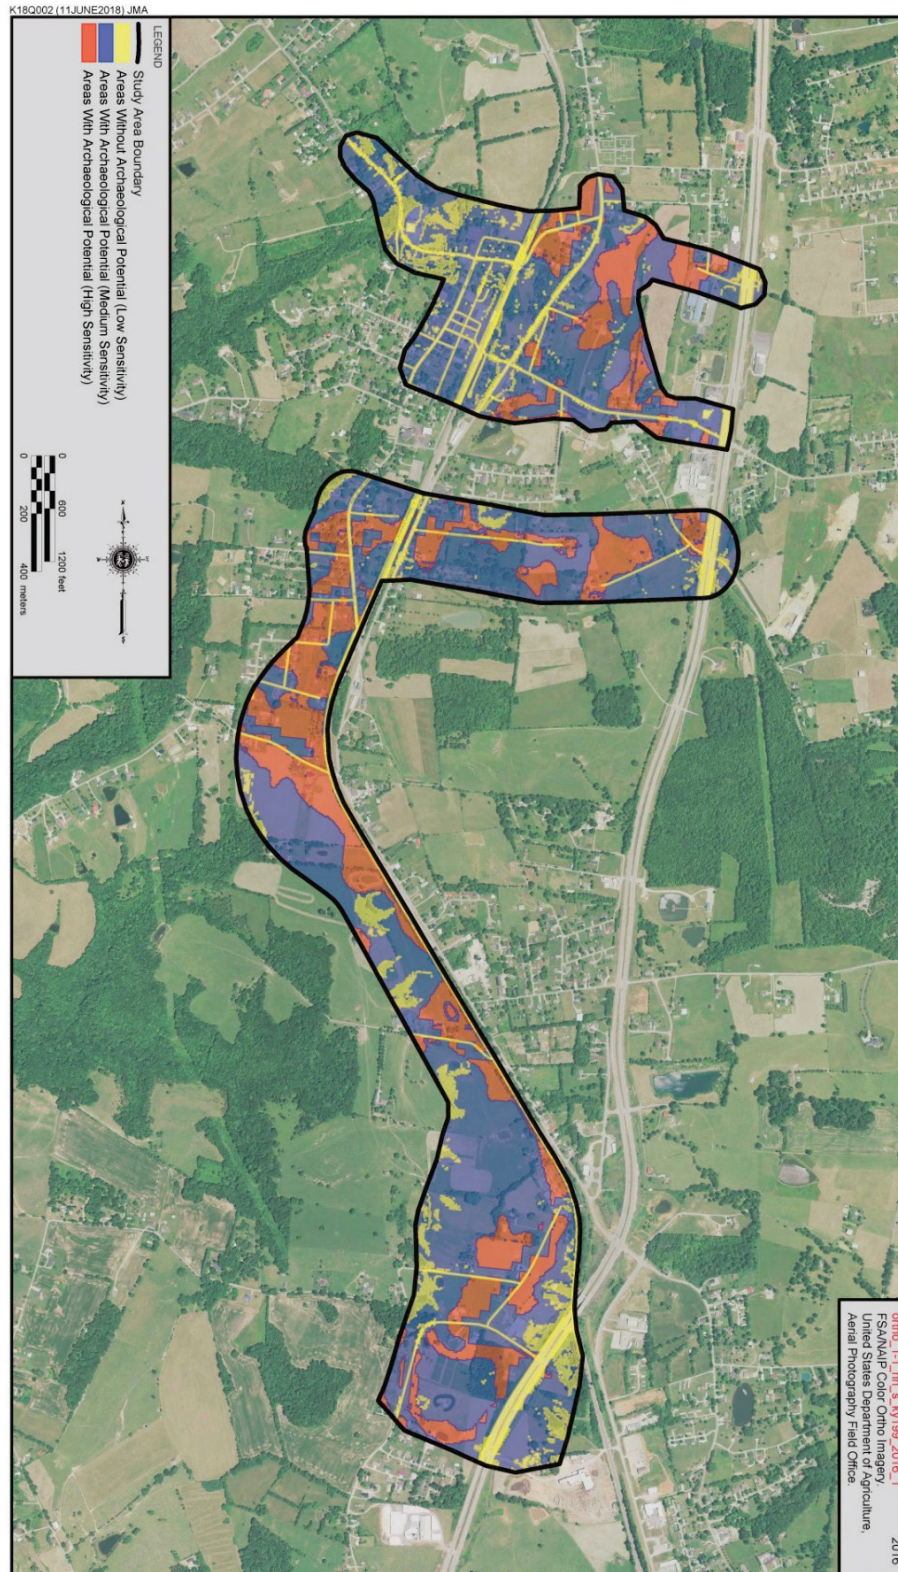 K18Q002 (11JUNE2018) JMA
LEGEND
Study Area Boundary
Areas Without Archaeological Potential (Low Sensitivity)
Areas With Archaeological Potential (Medium Sensitivity)
Areas With Archaeological Potential (High Sensitivity)
0 600 1200 feet
0 200 400 meters
ortho_1-1_hn_s_ky199_2016_1 2016
FSA/NAIP Color Ortho Imagery.
United States Department of Agriculture,
Aerial Photography Field Office.